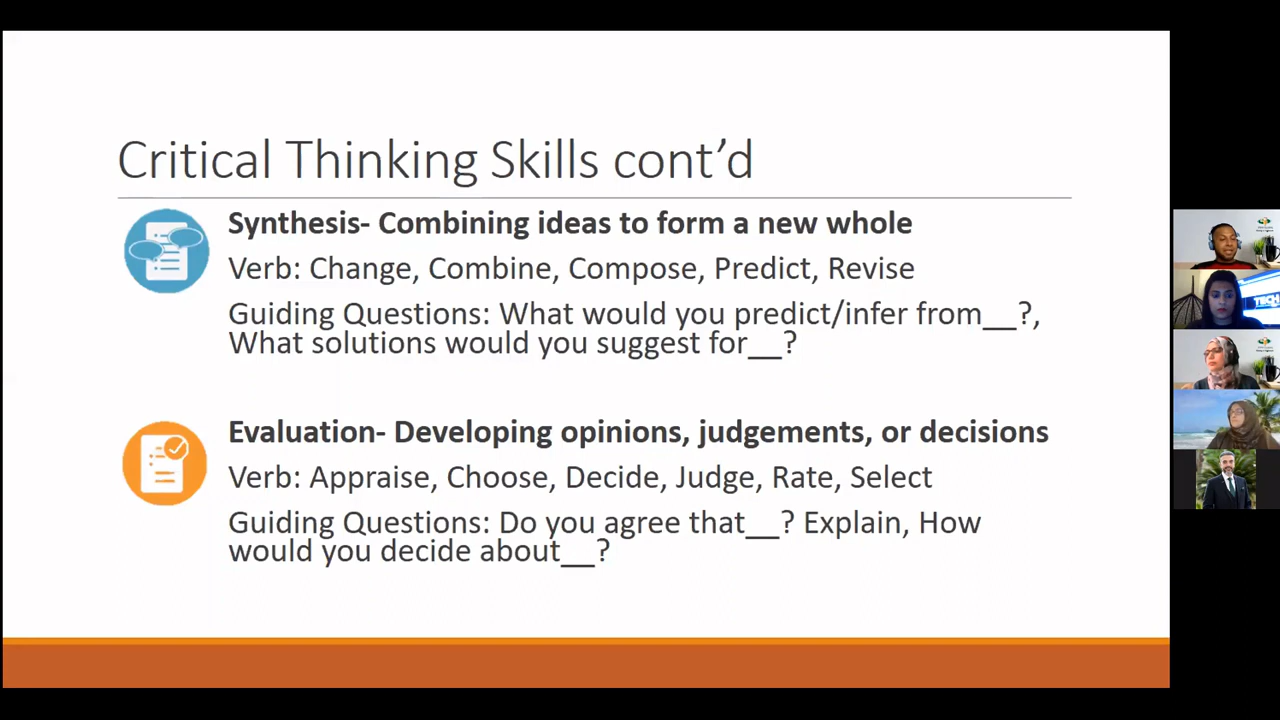 Critical Thinking Skills cont’d
Synthesis- Combining ideas to form a new whole
Verb: Change, Combine, Compose, Predict, Revise
Guiding Questions: What would you predict/infer from__?,
What solutions would you suggest for__?
Evaluation- Developing opinions, judgements, or decisions
Verb: Appraise, Choose, Decide, Judge, Rate, Select
Guiding Questions: Do you agree that__? Explain, How
would you decide about__?
TECH